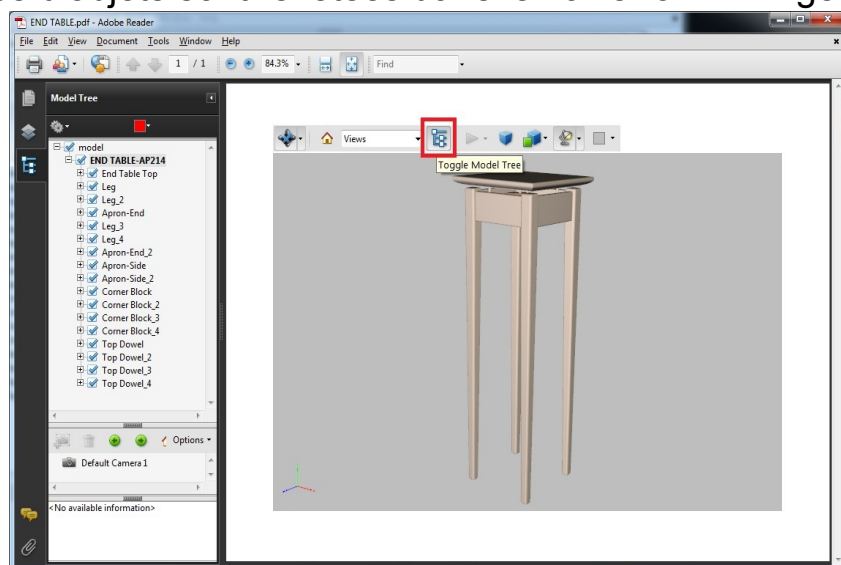 END TABLE.pdf - Adobe Reader
File Edit View Document Tools Window Help
1 / 1 84.3% Find
Model Tree
Views
Toggle Model Tree
model
END TABLE-AP214
End Table Top
Leg
Leg_2
Apron-End
Leg_3
Leg_4
Apron-End_2
Apron-Side
Apron-Side_2
Corner Block
Corner Block_2
Corner Block_3
Corner Block_4
Top Dowel
Top Dowel_2
Top Dowel_3
Top Dowel_4
Options
Default Camera 1
<No available information>